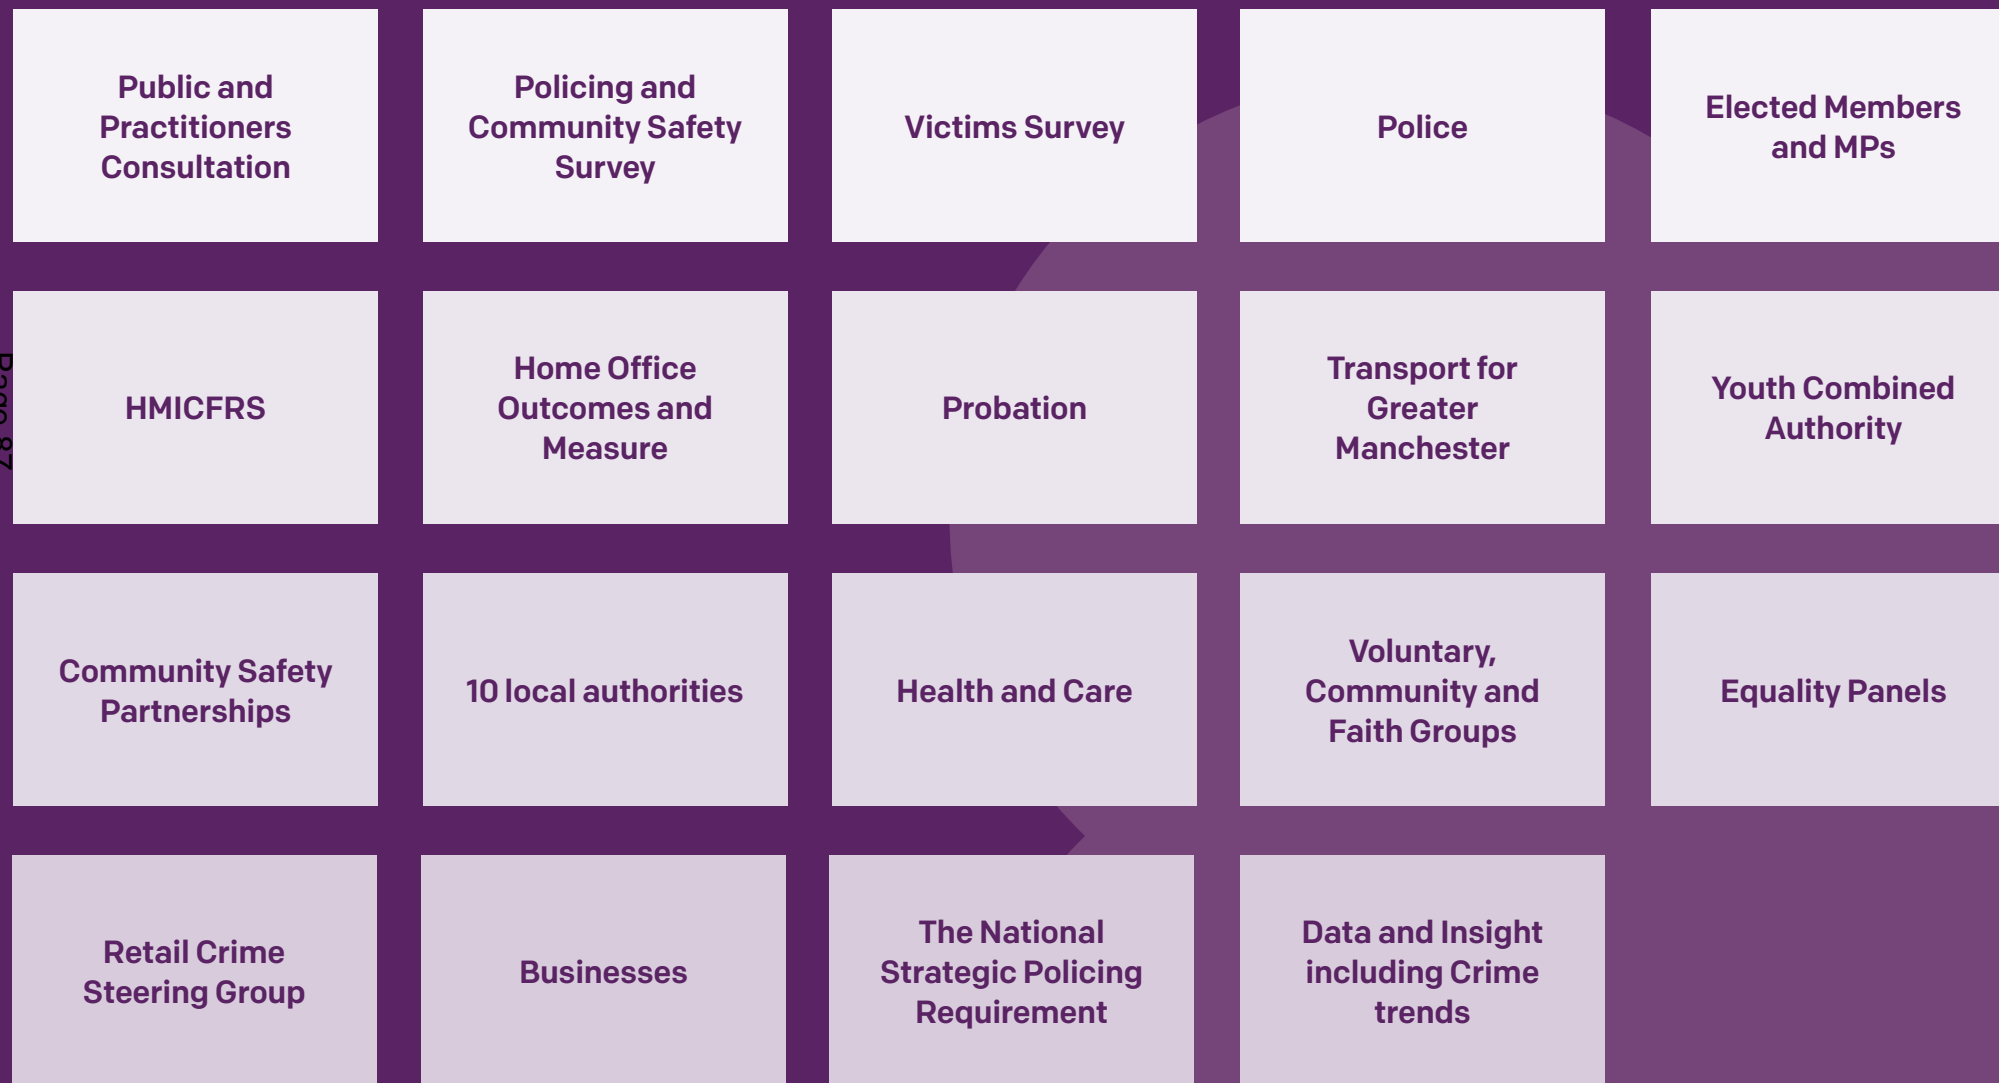 Public and
Practitioners
Consultation
Policing and
Community Safety
Survey
Victims Survey
Police
Elected Members
and MPs
HMICFRS
Home Office
Outcomes and
Measure
Probation
Transport for
Greater
Manchester
Youth Combined
Authority
Community Safety
Partnerships
10 local authorities
Health and Care
Voluntary,
Community and
Faith Groups
Equality Panels
Retail Crime
Steering Group
Businesses
The National
Strategic Policing
Requirement
Data and Insight
including Crime
trends
Page 87